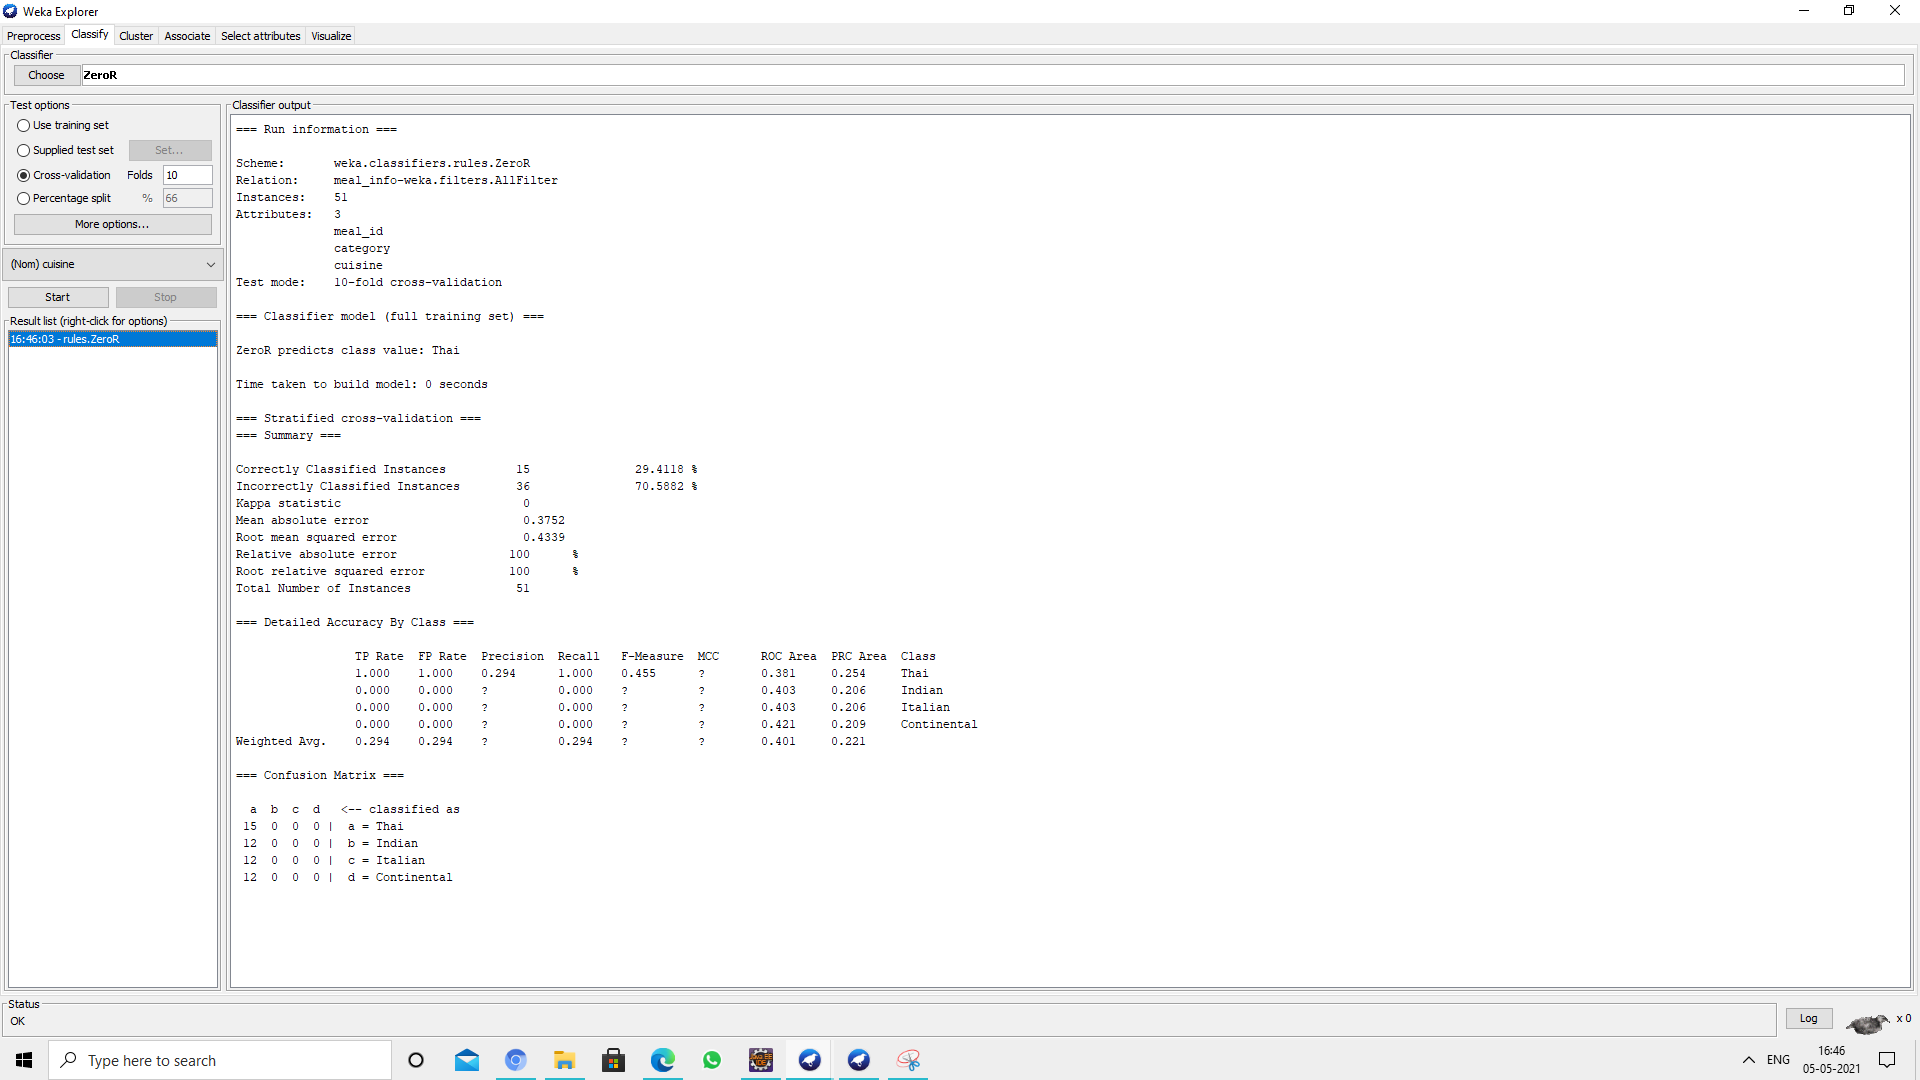 Weka Explorer
Preprocess Classify Cluster Associate Select attributes Visualize
Classifier
Choose ZeroR
Test options
Use training set
Supplied test set Set...
Cross-validation Folds 10
Percentage split % 66
More options...
(Nom) cuisine
Start Stop
Result list (right-click for options)
16:46:03 - rules.ZeroR
Classifier output
=== Run information ===
Scheme: weka.classifiers.rules.ZeroR
Relation: meal_info-weka.filters.AllFilter
Instances: 51
Attributes: 3
meal_id
category
cuisine
Test mode: 10-fold cross-validation
=== Classifier model (full training set) ===
ZeroR predicts class value: Thai
Time taken to build model: 0 seconds
=== Stratified cross-validation ===
=== Summary ===
Correctly Classified Instances 15 29.4118 %
Incorrectly Classified Instances 36 70.5882 %
Kappa statistic 0
Mean absolute error 0.3752
Root mean squared error 0.4339
Relative absolute error 100 %
Root relative squared error 100 %
Total Number of Instances 51
=== Detailed Accuracy By Class ===
TP Rate FP Rate Precision Recall F-Measure MCC ROC Area PRC Area Class
1.000 1.000 0.294 1.000 0.455 ? 0.381 0.254 Thai
0.000 0.000 ? 0.000 ? ? 0.403 0.206 Indian
0.000 0.000 ? 0.000 ? ? 0.403 0.206 Italian
0.000 0.000 ? 0.000 ? ? 0.421 0.209 Continental
Weighted Avg. 0.294 0.294 ? 0.294 ? ? 0.401 0.221
=== Confusion Matrix ===
a b c d <-- classified as
15 0 0 0 | a = Thai
12 0 0 0 | b = Indian
12 0 0 0 | c = Italian
12 0 0 0 | d = Continental
Status
OK
Log x 0
Type here to search
ENG
16:46
05-05-2021